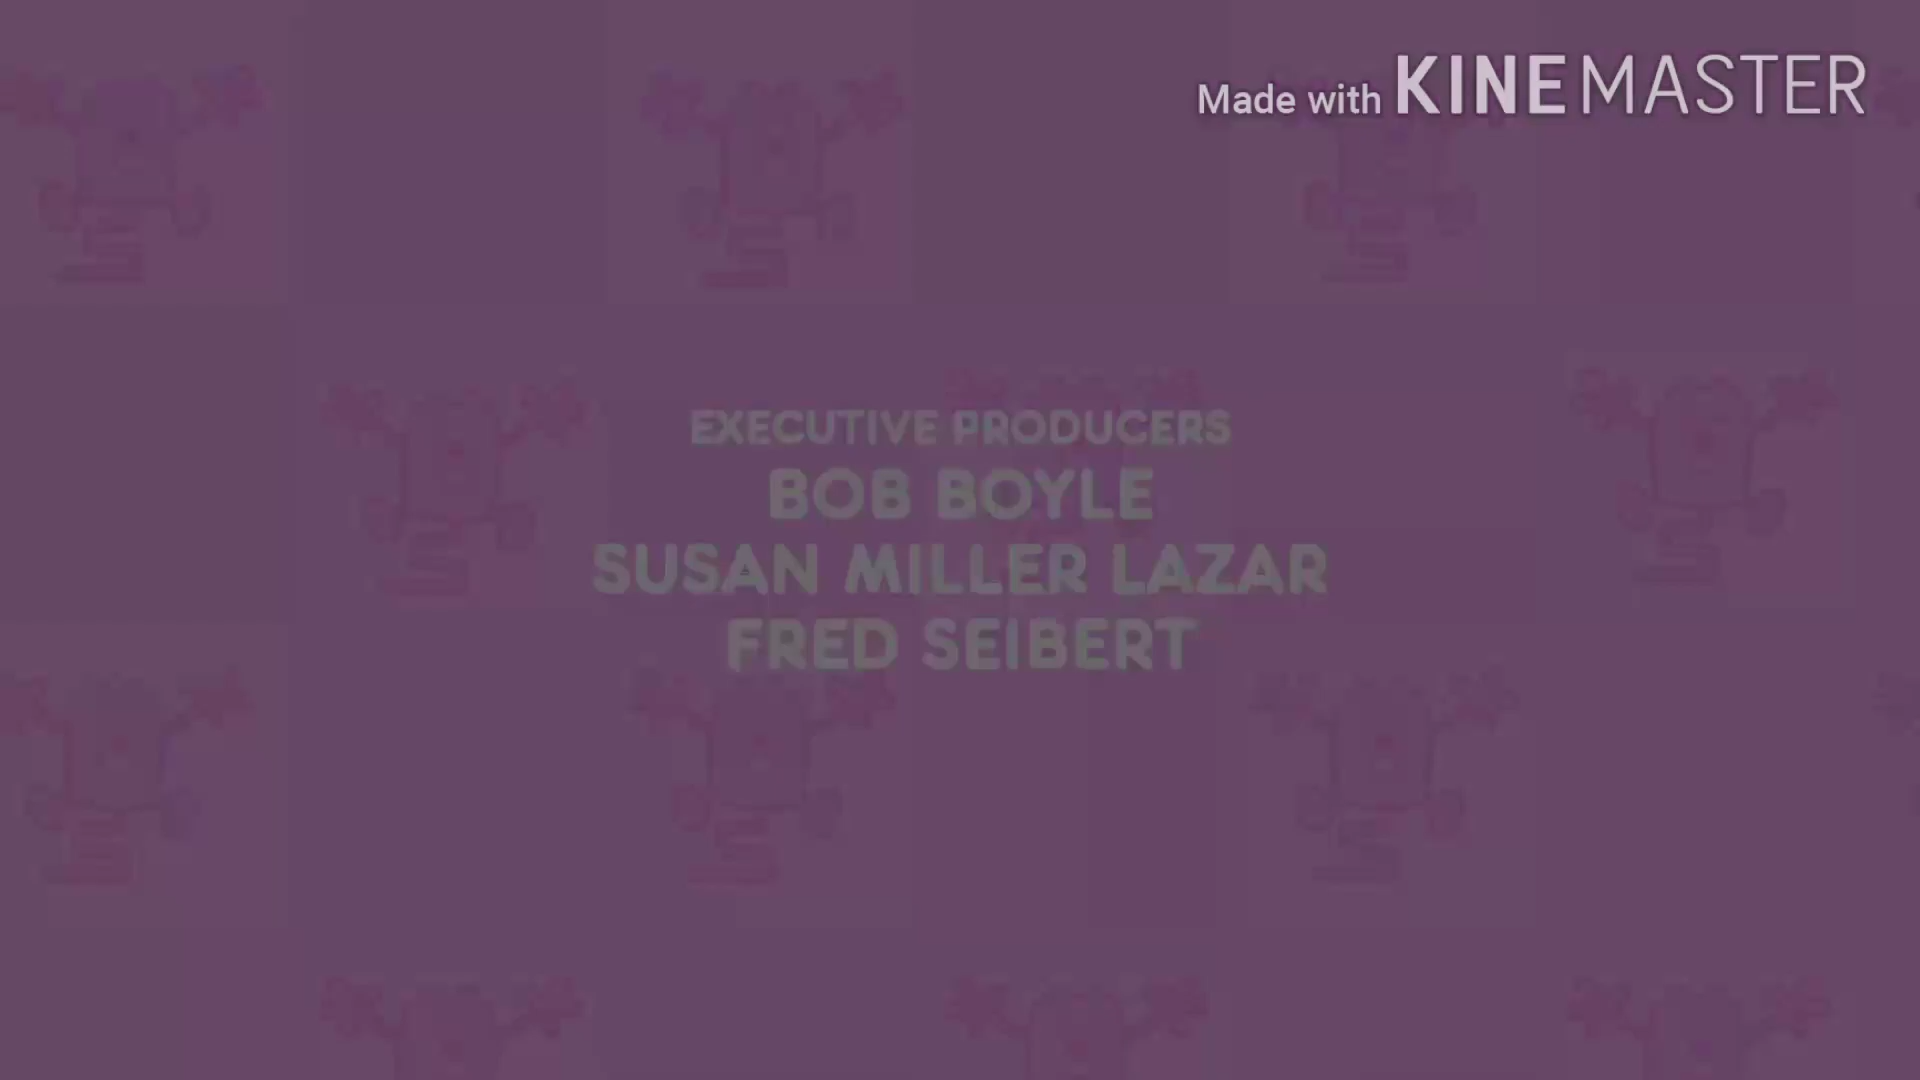 Made with KINEMASTER
EXECUTIVE PRODUCERS
BOB BOYLE
SUSAN MILLER LAZAR
FRED SEIBERT